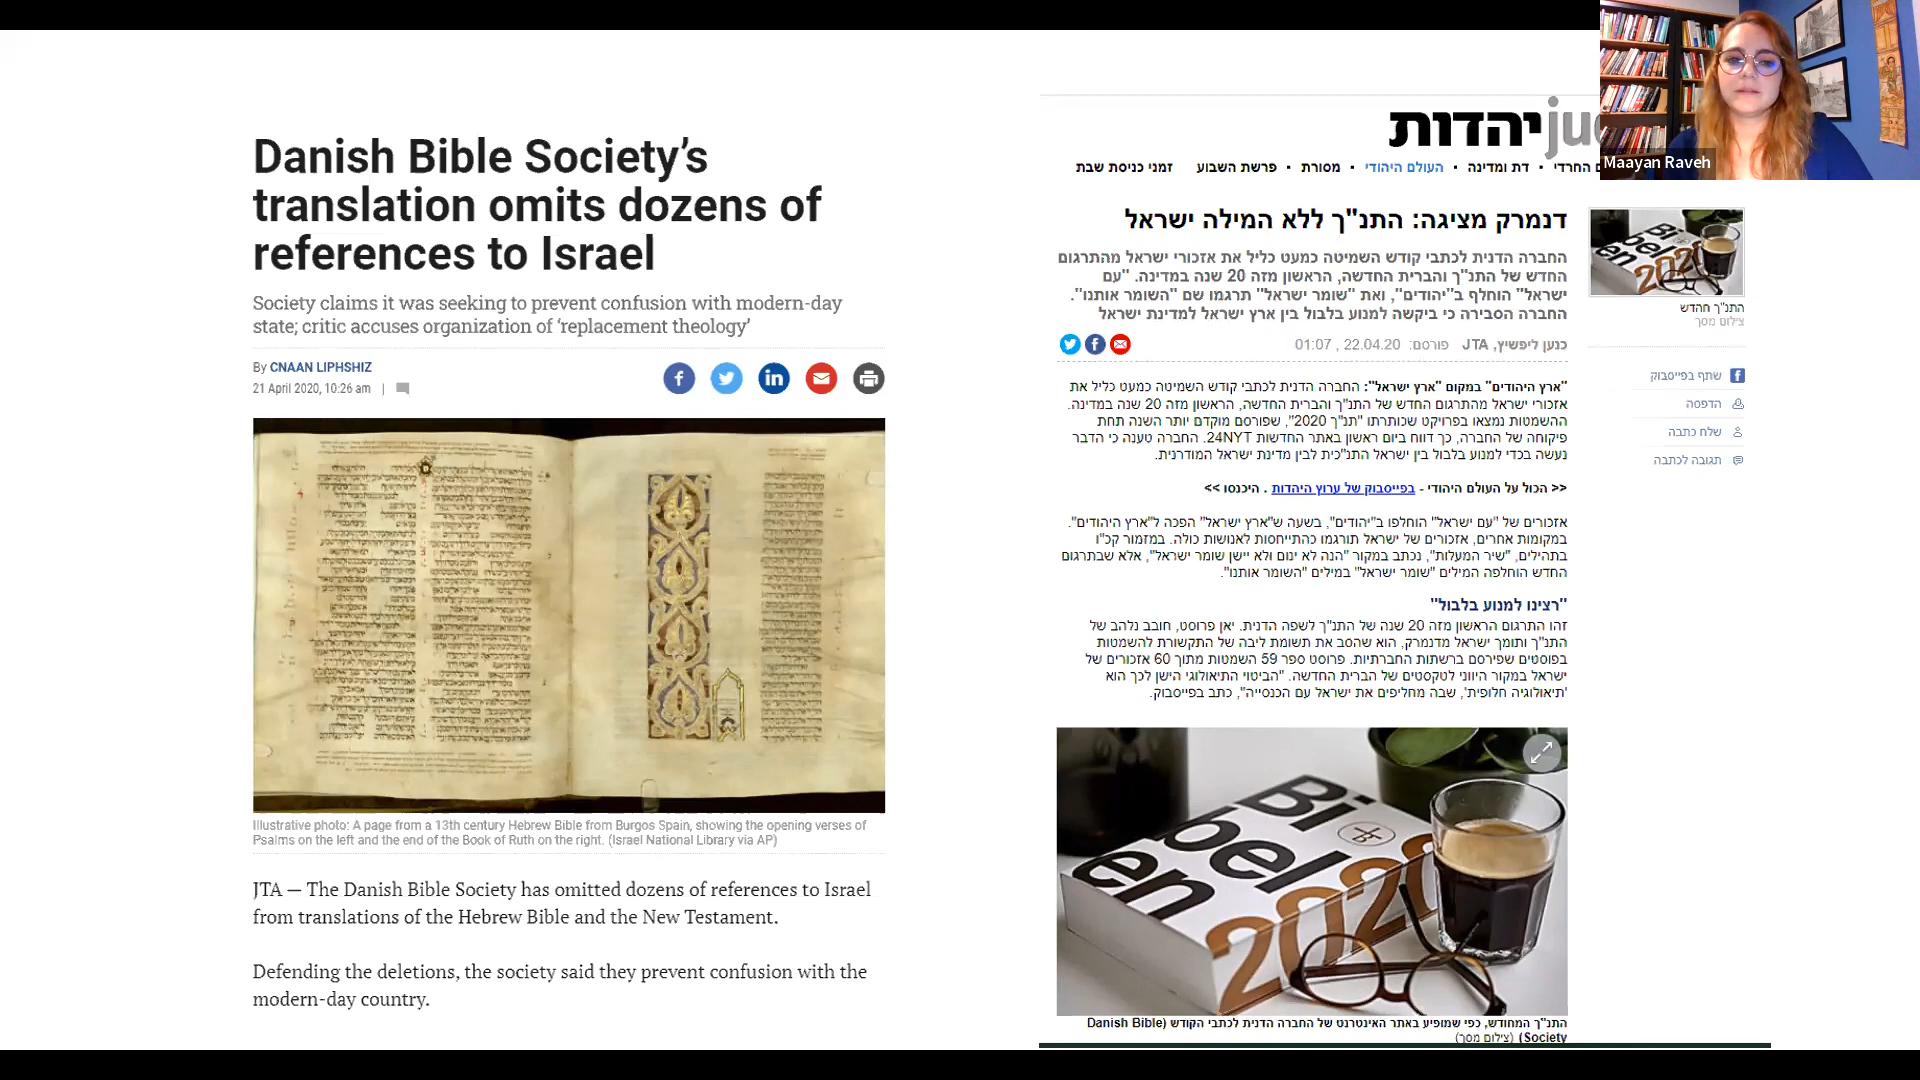 Danish Bible Society’s
translation omits dozens of
references to Israel
Society claims it was seeking to prevent confusion with modern-day
state; critic accuses organization of ‘replacement theology’
By CNAAN LIPHSHIZ
21 April 2020, 10:26 am |
Illustrative photo: A page from a 13th century Hebrew Bible from Burgos Spain, showing the opening verses of
Psalms on the left and the end of the Book of Ruth on the right. (Israel National Library via AP)
JTA — The Danish Bible Society has omitted dozens of references to Israel
from translations of the Hebrew Bible and the New Testament.
Defending the deletions, the society said they prevent confusion with the
modern-day country.
יהדות
החרדי • דת ומדינה • העולם היהודי • מסורת • פרשת השבוע זמני כניסת שבת
דנמרק מציגה: התנ"ך ללא המילה ישראל
החברה הדנית לכתבי קודש השמיטה כמעט כליל את אזכורי ישראל מהתרגום
החדש של התנ"ך והברית החדשה, הראשון מזה 20 שנה במדינה. "עם
ישראל" הוחלף ב"יהודים", ואת "שומר ישראל" תרגמו שם "השומר אותנו".
החברה הסבירה כי ביקשה למנוע בלבול בין ארץ ישראל למדינת ישראל
כנען ליפשיץ, JTA פורסם: 22.04.20 , 01:07
"ארץ היהודים" במקום "ארץ ישראל": החברה הדנית לכתבי קודש השמיטה כמעט כליל את
אזכורי ישראל מהתרגום החדש של התנ"ך והברית החדשה, הראשון מזה 20 שנה במדינה.
ההשמטות נמצאו בפרויקט שכותרתו "תנ"ך 2020", שפורסם מוקדם יותר השנה תחת
פיקוחה של החברה, כך דווח ביום ראשון באתר החדשות 24NYT. החברה טענה כי הדבר
נעשה בכדי למנוע בלבול בין ישראל התנ"כית לבין מדינת ישראל המודרנית.
<< הכול על העולם היהודי - בפייסבוק של ערוץ היהדות . היכנסו >>
אזכורים של "עם ישראל" הוחלפו ב"יהודים", בשעה ש"ארץ ישראל" הפכה ל"ארץ היהודים".
במקומות אחרים, אזכורים של ישראל תורגמו כהתייחסות לאנושות כולה. במזמור קכ"ו
בתהילים, "שיר המעלות", נכתב במקור "הנה לא ינום ולא יישן שומר ישראל", אלא שבתרגום
החדש הוחלפה המילים "שומר ישראל" במילים "השומר אותנו".
"רצינו למנוע בלבול"
זהו התרגום הראשון מזה 20 שנה של התנ"ך לשפה הדנית. יאן פרוסט, חובב נלהב של
התנ"ך ותומך ישראל מדנמרק, הוא שהסב את תשומת ליבה של התקשורת להשמטות
בפוסטים שפירסם ברשתות החברתיות. פרוסט ספר 59 השמטות מתוך 60 אזכורים של
ישראל במקור היווני לטקסטים של הברית החדשה. "הביטוי התיאולוגי הישן לכך הוא
'תיאולוגיה חלופית', שבה מחליפים את ישראל עם הכנסייה", כתב בפייסבוק.
Bi
bel
en
2020
התנ"ך המחודש, כפי שמופיע באתר האינטרנט של החברה הדנית לכתבי הקודש (Danish Bible
Society) (צילום מסך)
Bi
bel
en
2020
התנ"ך חהדש
צילום מסך
שתף בפייסבוק
הדפסה
שלח כתבה
תגובה לכתבה
Maayan Raveh